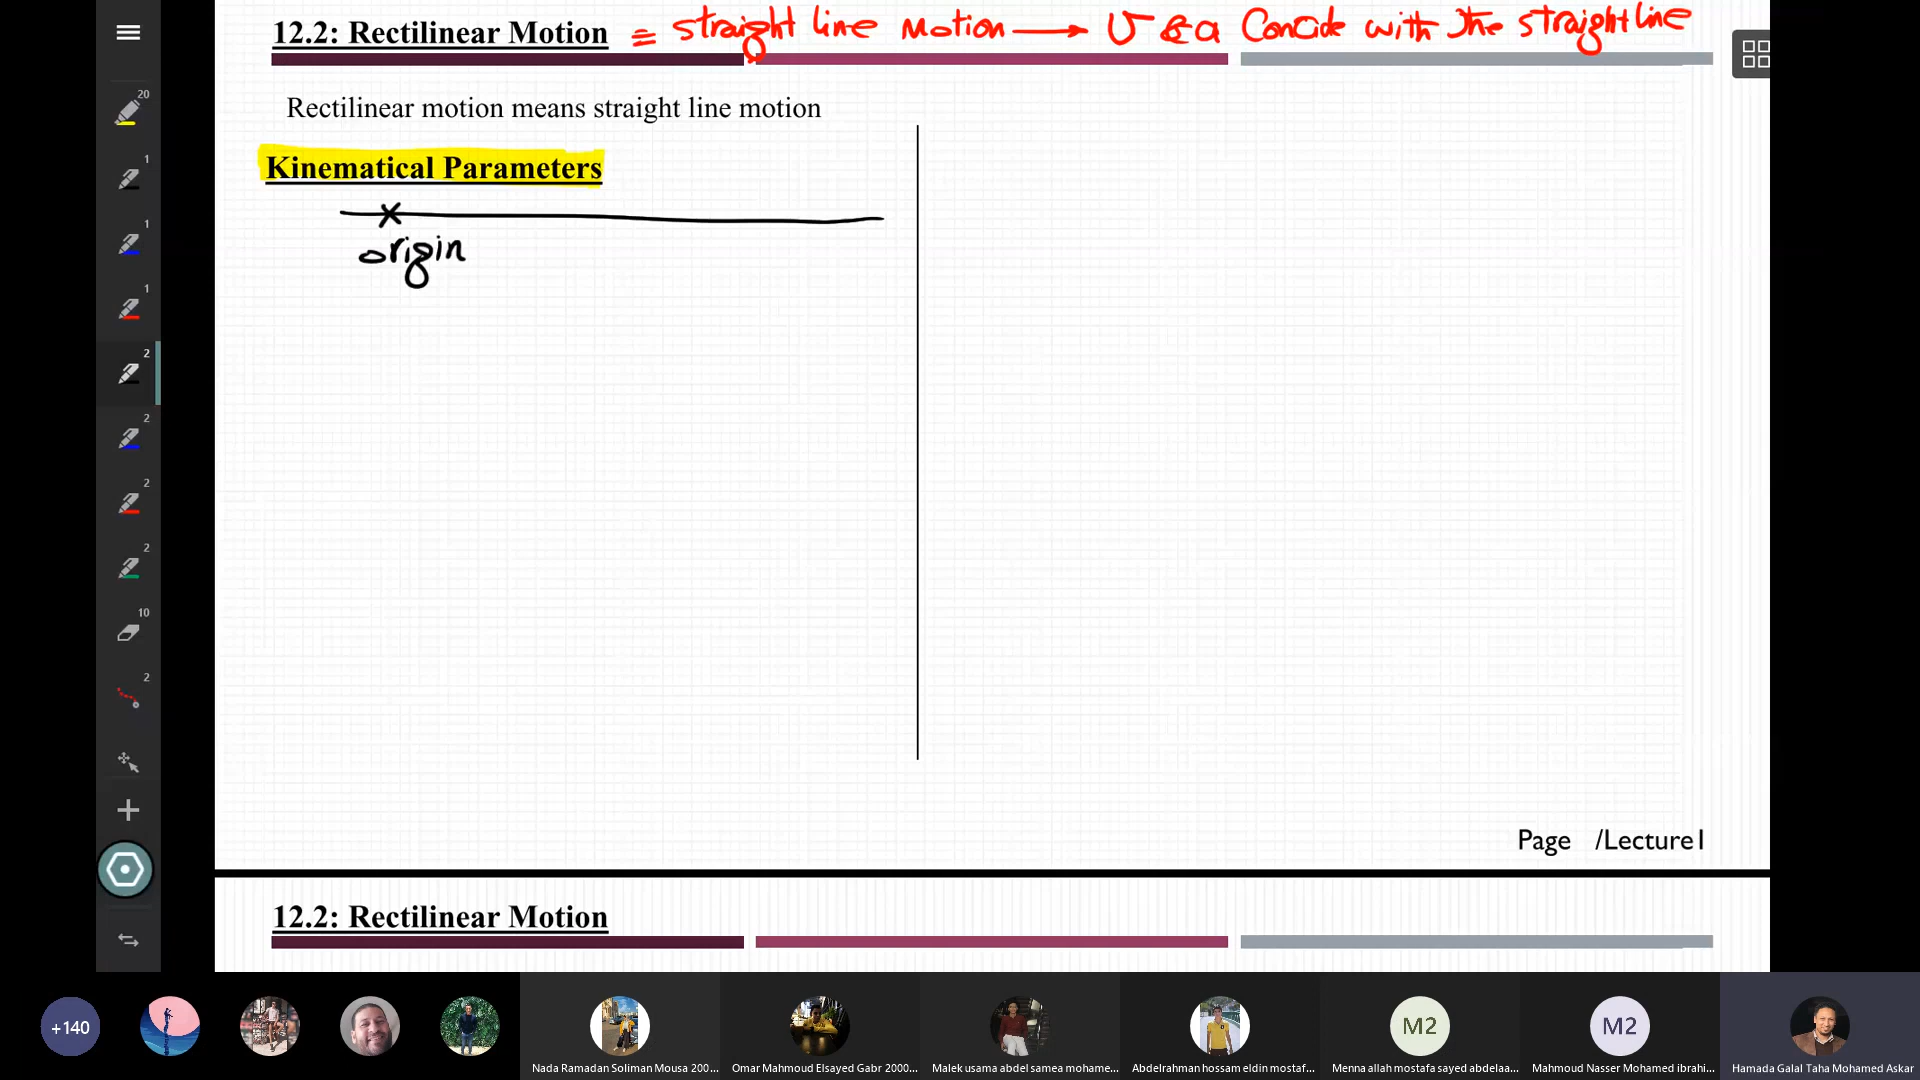 12.2: Rectilinear Motion = straight line Motion → v & a Concide with the straight line
Rectilinear motion means straight line motion
Kinematical Parameters
origin
Page /Lecture1
12.2: Rectilinear Motion
20
1
1
1
2
2
2
2
10
2
+140
M2
M2
Nada Ramadan Soliman Mousa 200...
Omar Mahmoud Elsayed Gabr 2000...
Malek usama abdel samea mohame...
Abdelrahman hossam eldin mostaf...
Menna allah mostafa sayed abdelaa...
Mahmoud Nasser Mohamed ibrahi...
Hamada Galal Taha Mohamed Askar